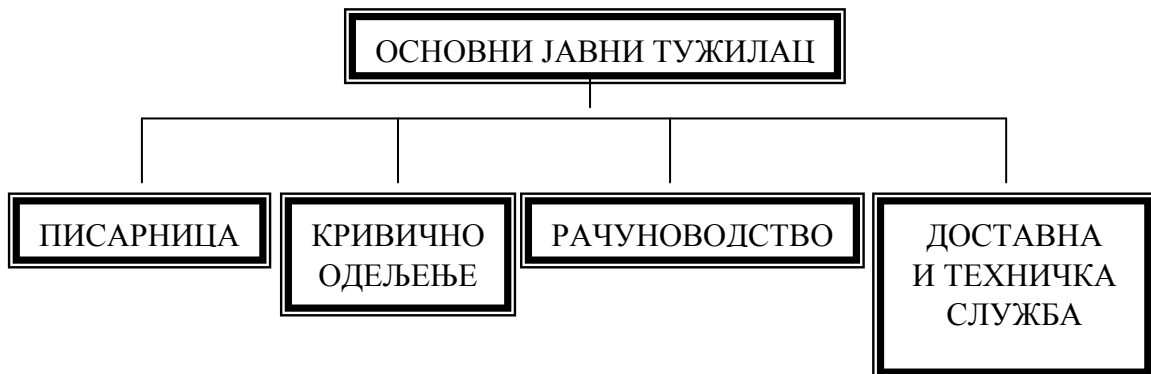 ОСНОВНИ ЈАВНИ ТУЖИЛАЦ
ПИСАРНИЦА
КРИВИЧНО
ОДЕЉЕЊЕ
РАЧУНОВОДСТВО
ДОСТАВНА
И ТЕХНИЧКА
СЛУЖБА